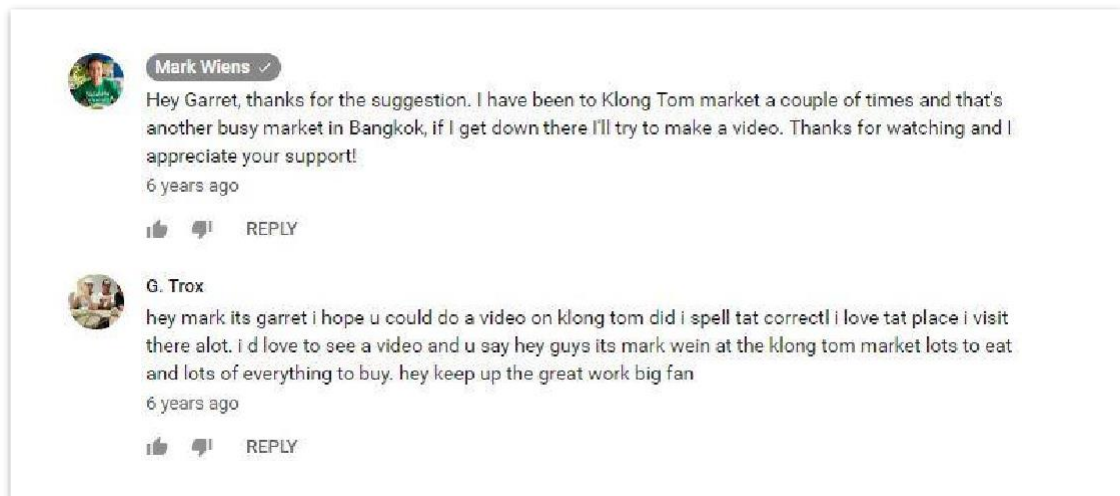 Mark Wiens
Hey Garret, thanks for the suggestion. I have been to Klong Tom market a couple of times and that's
another busy market in Bangkok, if I get down there I'll try to make a video. Thanks for watching and I
appreciate your support!
6 years ago
REPLY
G. Trox
hey mark its garret i hope u could do a video on klong tom did i spell tat correctl i love tat place i visit
there alot. i d love to see a video and u say hey guys its mark wein at the klong tom market lots to eat
and lots of everything to buy. hey keep up the great work big fan
6 years ago
REPLY